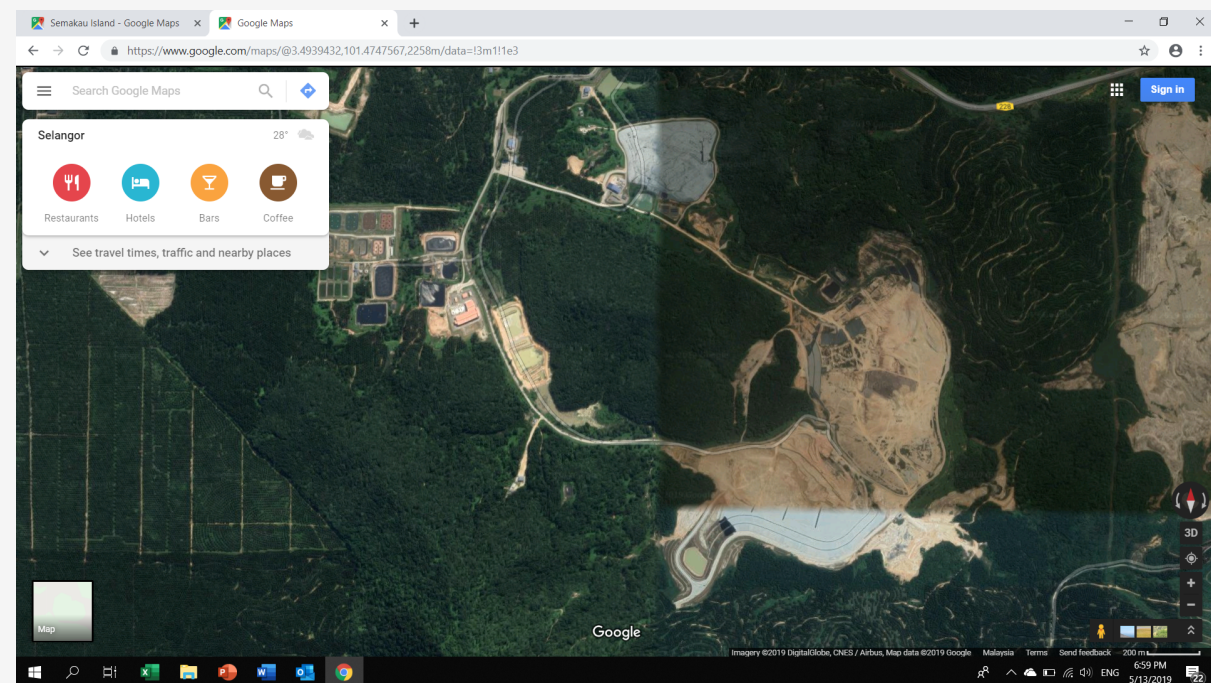 Semakau Island - Google Maps
Google Maps
https://www.google.com/maps/@3.4939432,101.4747567,2258m/data=!3m1!1e3
Search Google Maps
Sign in
Selangor
28°
Restaurants Hotels Bars Coffee
See travel times, traffic and nearby places
228
3D
Map
Google
Imagery ©2019 DigitalGlobe, CNES / Airbus, Map data ©2019 Google Malaysia Terms Send feedback 200 m
ENG
6:59 PM
5/13/2019
22